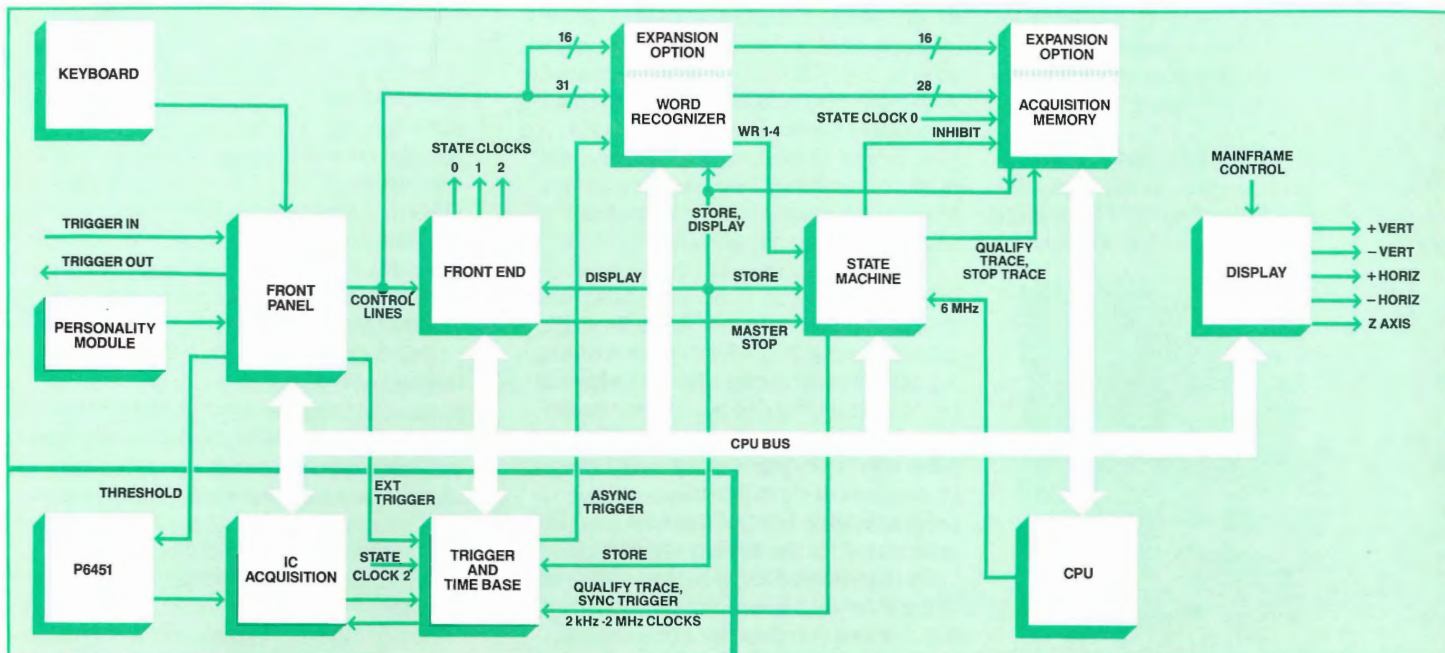 KEYBOARD
16
31
EXPANSION
OPTION
WORD
RECOGNIZER
16
28
EXPANSION
OPTION
ACQUISITION
MEMORY
STATE CLOCK 0
INHIBIT
WR 1-4
STATE CLOCKS
0 1 2
MAINFRAME
CONTROL
TRIGGER IN
TRIGGER OUT
PERSONALITY
MODULE
FRONT
PANEL
CONTROL
LINES
FRONT END
STORE,
DISPLAY
DISPLAY
STORE
MASTER
STOP
STATE
MACHINE
QUALIFY
TRACE,
STOP TRACE
6 MHz
DISPLAY
+ VERT
− VERT
+ HORIZ
− HORIZ
Z AXIS
CPU BUS
THRESHOLD
EXT
TRIGGER
ASYNC
TRIGGER
P6451
IC
ACQUISITION
STATE
CLOCK 2
TRIGGER
AND
TIME BASE
STORE
QUALIFY TRACE,
SYNC TRIGGER
2 kHz -2 MHz CLOCKS
CPU